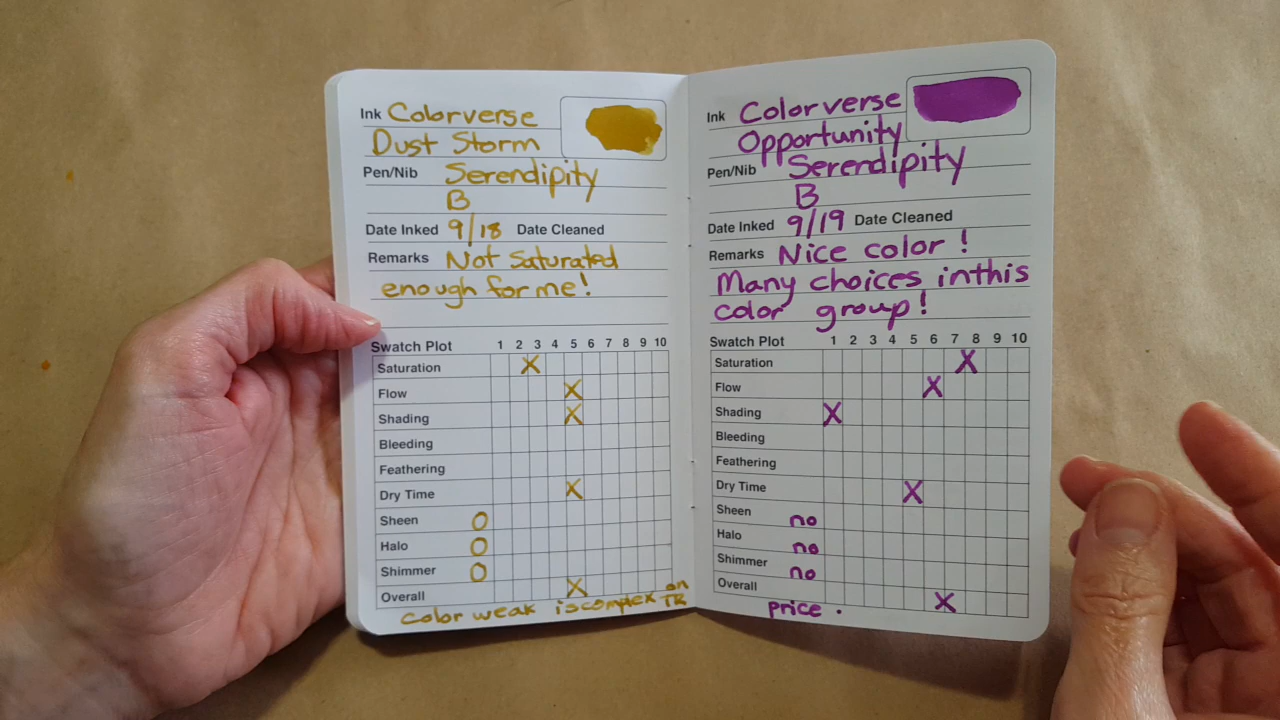 Ink Colorverse
Dust Storm
Pen/Nib Serendipity
B
Date Inked 9/18 Date Cleaned
Remarks Not saturated
enough for me!
Swatch Plot 1 2 3 4 5 6 7 8 9 10
Saturation X
Flow X
Shading X
Bleeding
Feathering
Dry Time X
Sheen O
Halo O
Shimmer O
Overall X
Color weak is complex on TR
Ink Colorverse
Opportunity
Pen/Nib Serendipity
B
Date Inked 9/19 Date Cleaned
Remarks Nice color!
Many choices in this
color group!
Swatch Plot 1 2 3 4 5 6 7 8 9 10
Saturation X
Flow X
Shading X
Bleeding
Feathering
Dry Time X
Sheen no
Halo no
Shimmer no
Overall X
price.